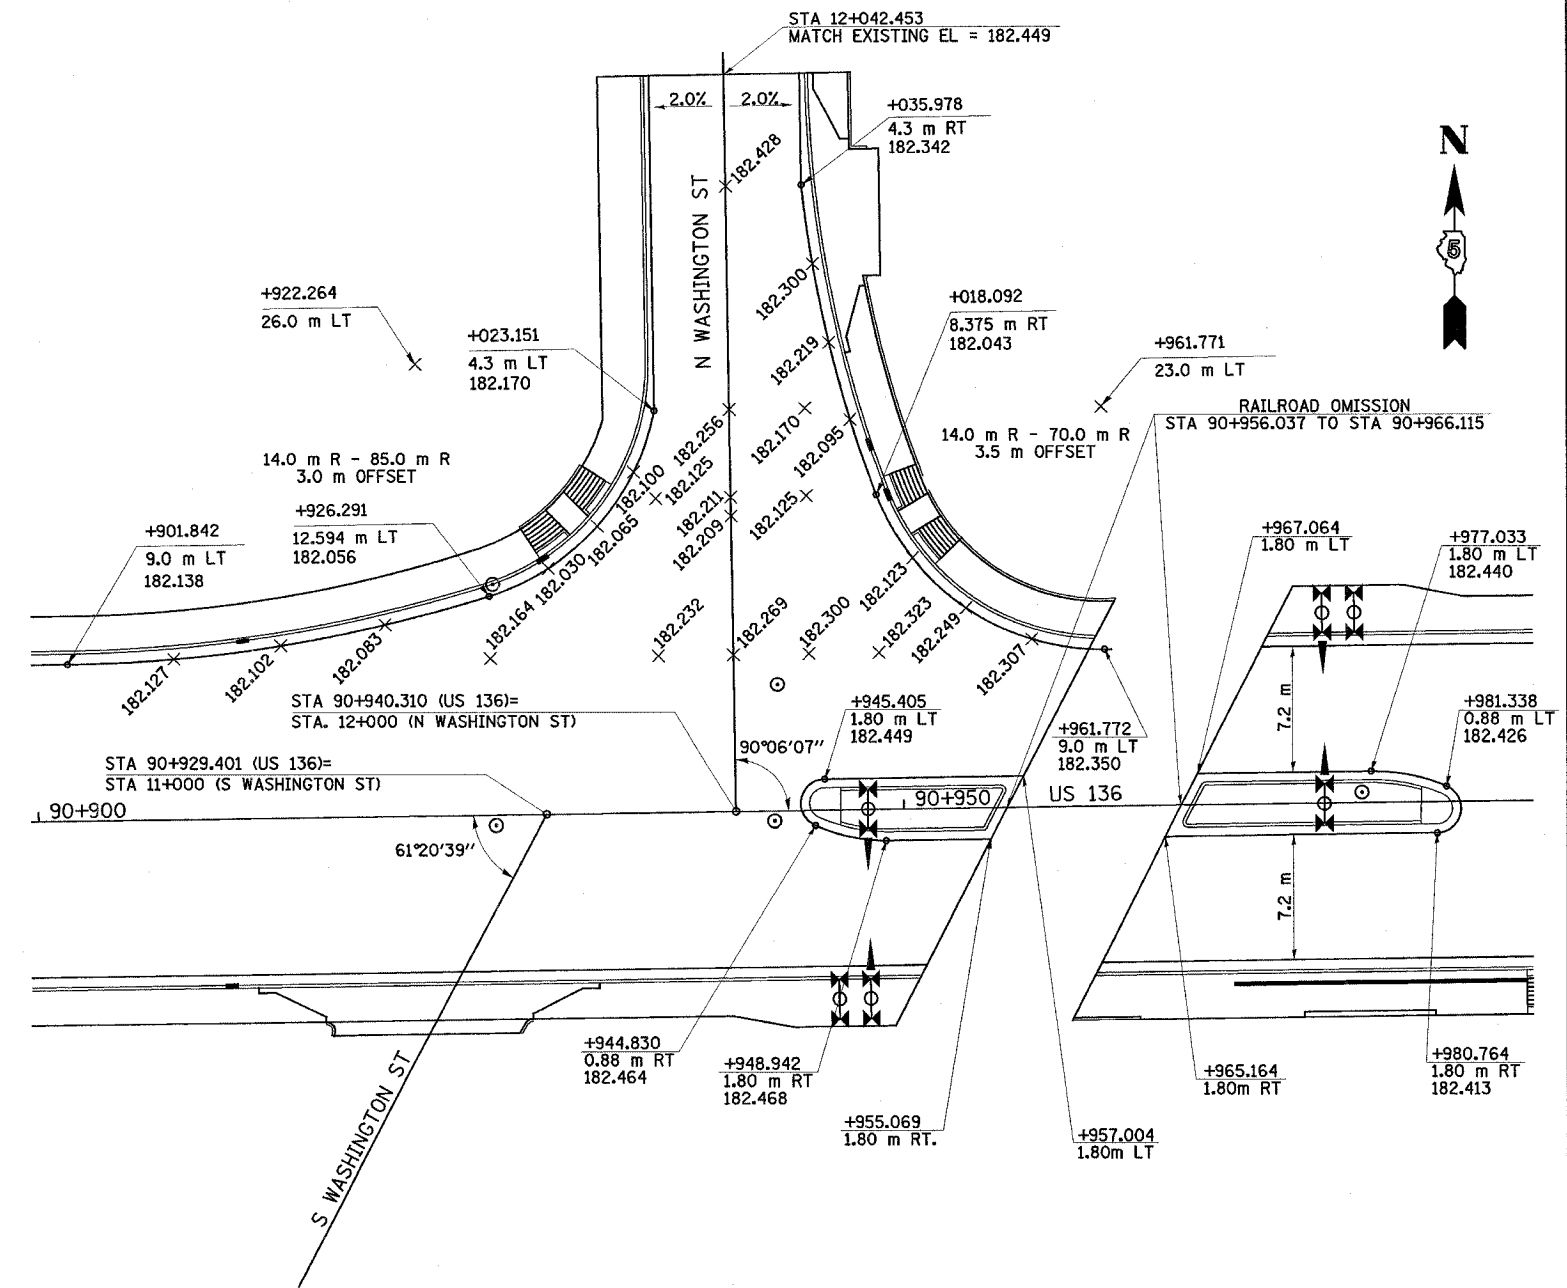 STA 12+042.453
MATCH EXISTING EL = 182.449
2.0%
2.0%
+035.978
4.3 m RT
182.342
N
5
182.428
N WASHINGTON ST
+922.264
26.0 m LT
+023.151
4.3 m LT
182.170
182.300
+018.092
8.375 m RT
182.043
182.219
+961.771
23.0 m LT
RAILROAD OMISSION
STA 90+956.037 TO STA 90+966.115
14.0 m R - 85.0 m R
3.0 m OFFSET
182.256
182.170
182.095
14.0 m R - 70.0 m R
3.5 m OFFSET
182.100
182.125
182.211
182.125
+926.291
12.594 m LT
182.056
+901.842
9.0 m LT
182.138
182.065
182.209
182.030
182.123
+967.064
1.80 m LT
+977.033
1.80 m LT
182.440
182.127
182.102
182.083
182.164
182.232
182.269
182.300
182.323
182.249
182.307
STA 90+940.310 (US 136)=
STA. 12+000 (N WASHINGTON ST)
+945.405
1.80 m LT
182.449
+961.772
9.0 m LT
182.350
7.2 m
+981.338
0.88 m LT
182.426
90°06'07"
STA 90+929.401 (US 136)=
STA 11+000 (S WASHINGTON ST)
90+900
90+950
US 136
61°20'39"
7.2 m
+944.830
0.88 m RT
182.464
+948.942
1.80 m RT
182.468
+955.069
1.80 m RT.
+957.004
1.80m LT
+965.164
1.80m RT
+980.764
1.80 m RT
182.413
S WASHINGTON ST